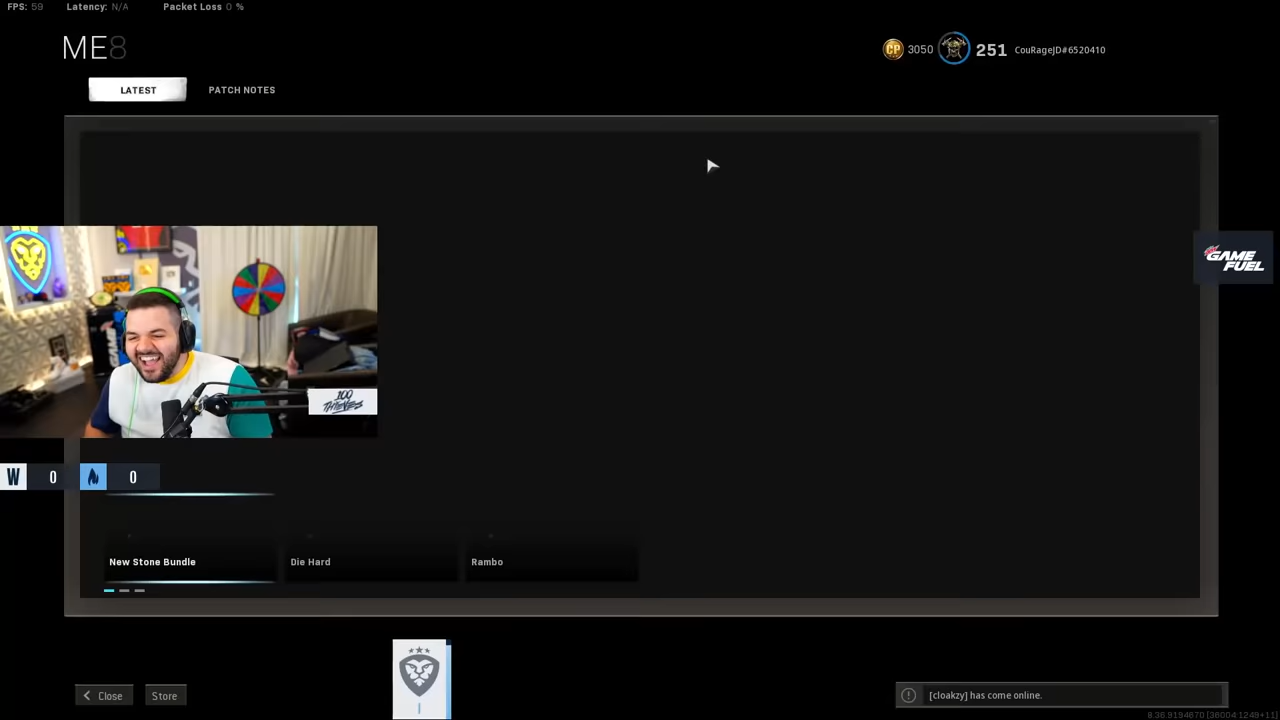 FPS: 59 Latency: N/A Packet Loss 0 %
ME8
CP 3050 251 CouRageJD#6520410
LATEST PATCH NOTES
GAME FUEL
100 THIEVES
W 0 0
New Stone Bundle Die Hard Rambo
Close Store
[cloakzy] has come online.